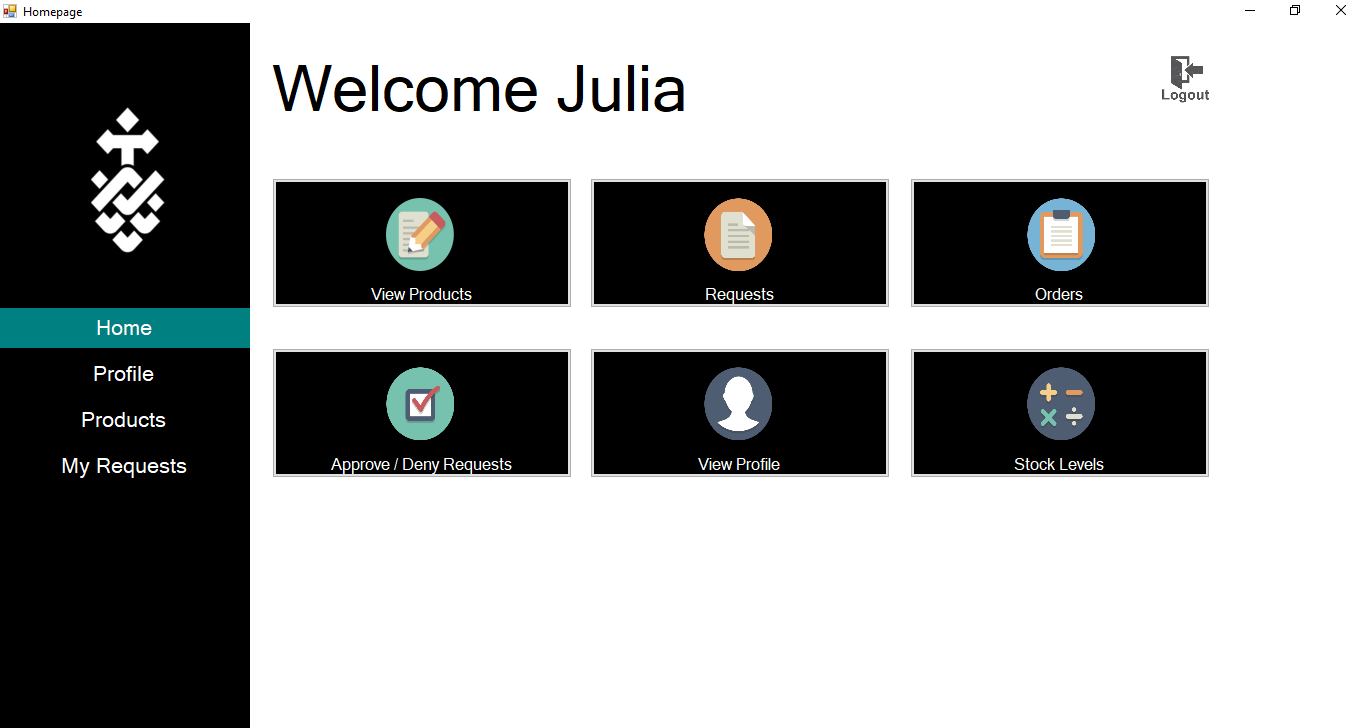 Homepage
Welcome Julia
Logout
Home
Profile
Products
My Requests
View Products
Requests
Orders
Approve / Deny Requests
View Profile
Stock Levels